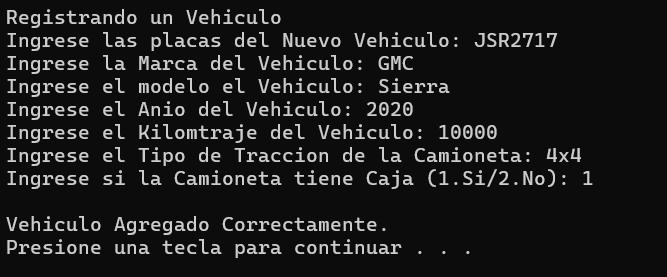 Registrando un Vehiculo
Ingrese las placas del Nuevo Vehiculo: JSR2717
Ingrese la Marca del Vehiculo: GMC
Ingrese el modelo el Vehiculo: Sierra
Ingrese el Anio del Vehiculo: 2020
Ingrese el Kilomtraje del Vehiculo: 10000
Ingrese el Tipo de Traccion de la Camioneta: 4x4
Ingrese si la Camioneta tiene Caja (1.Si/2.No): 1
Vehiculo Agregado Correctamente.
Presione una tecla para continuar . . .